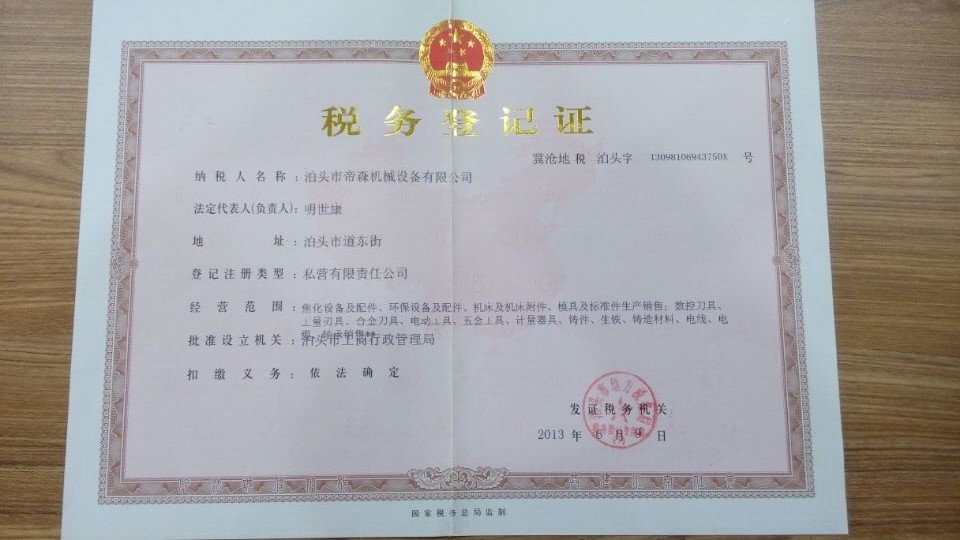 税务登记证
冀沧地 税 泊头字 13098106943750X 号
纳税人名称：泊头市帝森机械设备有限公司
法定代表人(负责人)：明世康
地 址：泊头市道东街
登记注册类型：私营有限责任公司
经营范围：焦化设备及配件、环保设备及配件、机床及机床附件、模具及标准件生产销售；数控刀具、
工量刃具、合金刀具、电动工具、五金工具、计量器具、铸件、生铁、铸造材料、电线、电
批准设立机关：泊头市工商行政管理局
扣缴义务：依法确定
发证税务机关：
2013 年 6 月 9 日
国家税务总局监制